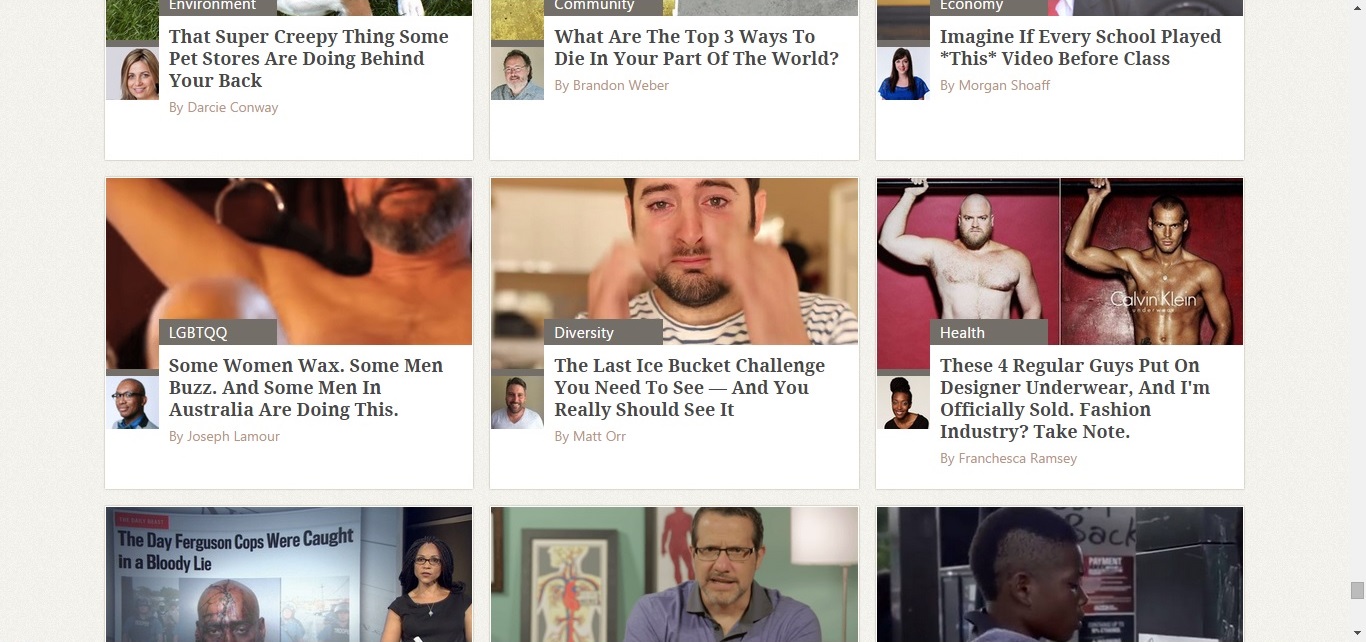 Environment
That Super Creepy Thing Some
Pet Stores Are Doing Behind
Your Back
By Darcie Conway
Community
What Are The Top 3 Ways To
Die In Your Part Of The World?
By Brandon Weber
Economy
Imagine If Every School Played
*This* Video Before Class
By Morgan Shoaff
LGBTQQ
Some Women Wax. Some Men
Buzz. And Some Men In
Australia Are Doing This.
By Joseph Lamour
Diversity
The Last Ice Bucket Challenge
You Need To See — And You
Really Should See It
By Matt Orr
Calvin Klein
underwear
Health
These 4 Regular Guys Put On
Designer Underwear, And I'm
Officially Sold. Fashion
Industry? Take Note.
By Franchesca Ramsey
THE DAILY BEAST
The Day Ferguson Cops Were Caught
in a Bloody Lie
Back
PAYMENT